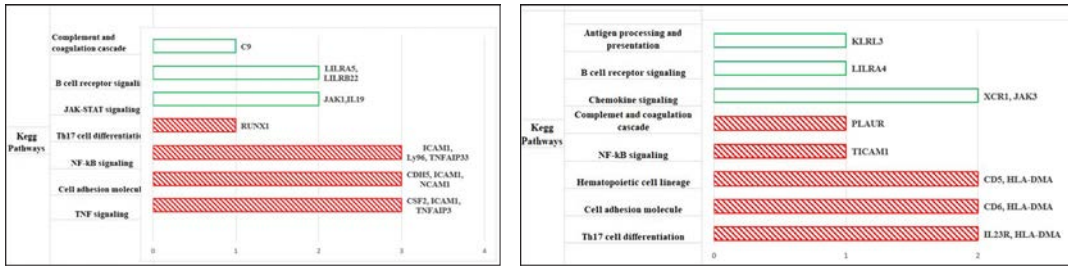 Complement and
coagulation cascade
C9
LILRA5,
LILRB22
B cell receptor signali
JAK1,IL19
JAK-STAT signaling
RUNX1
Th17 cell differentiatio
Kegg
Pathways
ICAM1,
Ly96, TNFAIP33
NF-kB signaling
CDH5, ICAM1,
NCAM1
Cell adhesion molecul
CSF2, ICAM1,
TNFAIP3
TNF signaling
0 1 2 3 4
Antigen processing and
presentation
KLRL3
B cell receptor signaling
LILRA4
Chemokine signaling
XCR1, JAK3
Complemet and coagulation
cascade
PLAUR
Kegg
Pathways
NF-kB signaling
TICAM1
Hematopoietic cell lineage
CD5, HLA-DMA
Cell adhesion molecule
CD6, HLA-DMA
Th17 cell differentiation
IL23R, HLA-DMA
0 1 2